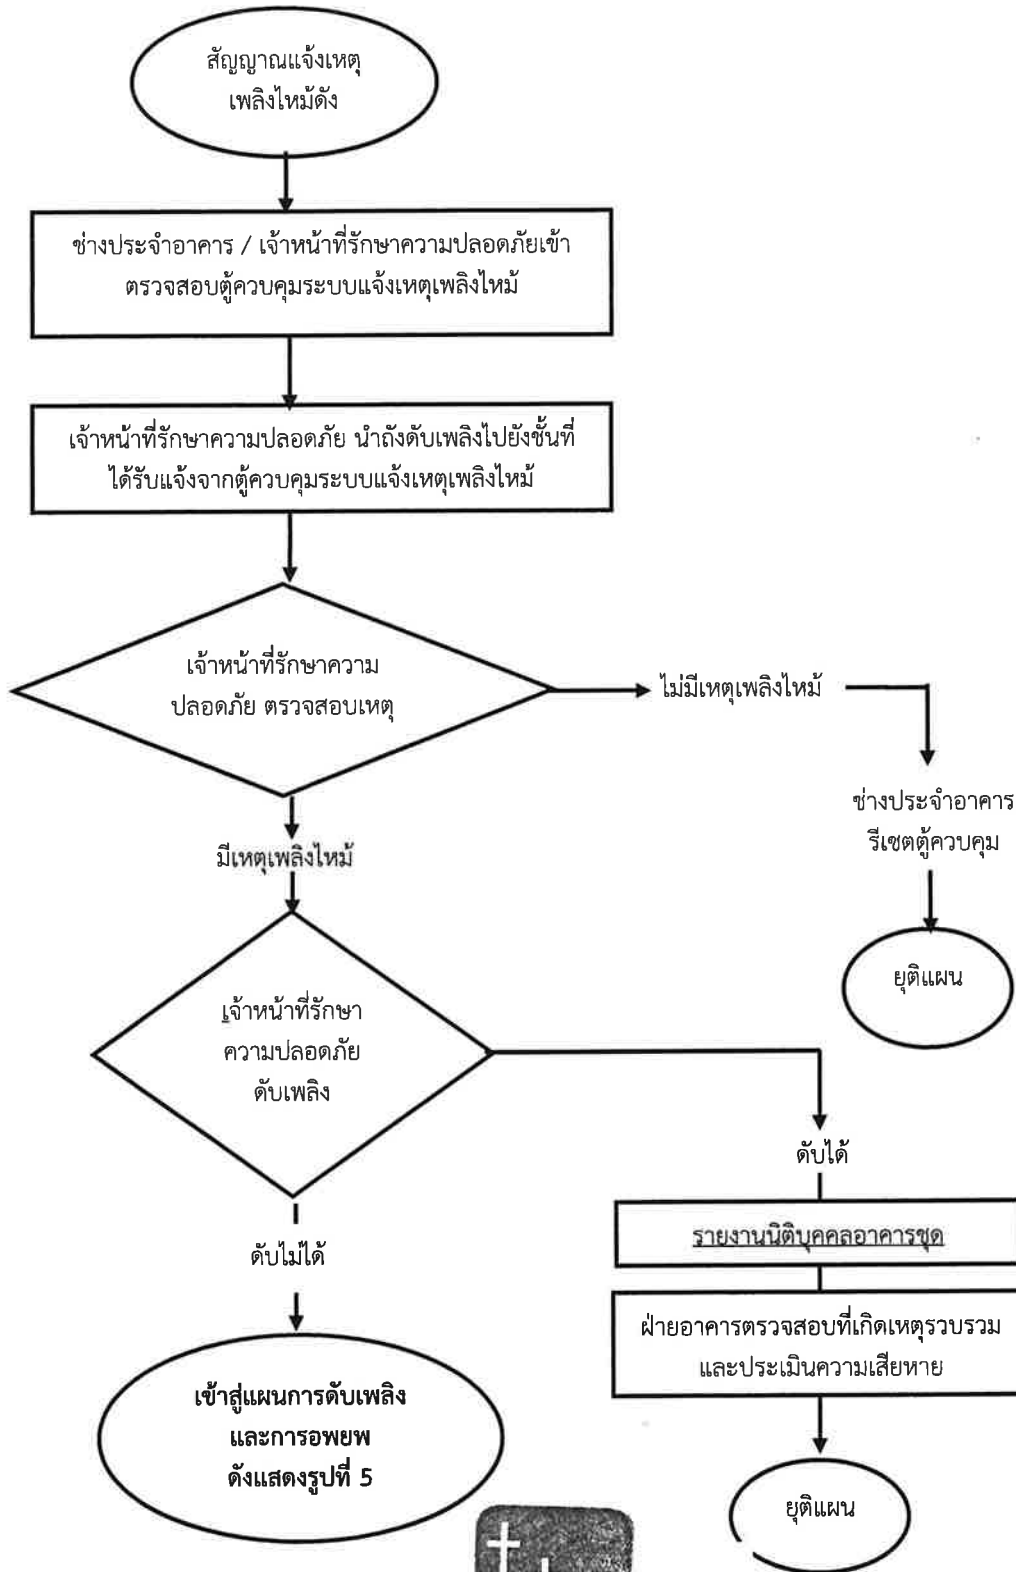 สัญญาณแจ้งเหตุ
เพลิงไหม้ดัง
ช่างประจำอาคาร / เจ้าหน้าที่รักษาความปลอดภัยเข้า
ตรวจสอบตู้ควบคุมระบบแจ้งเหตุเพลิงไหม้
เจ้าหน้าที่รักษาความปลอดภัย นำถังดับเพลิงไปยังชั้นที่
ได้รับแจ้งจากตู้ควบคุมระบบแจ้งเหตุเพลิงไหม้
เจ้าหน้าที่รักษาความ
ปลอดภัย ตรวจสอบเหตุ
ไม่มีเหตุเพลิงไหม้
ช่างประจำอาคาร
รีเซตตู้ควบคุม
ยุติแผน
มีเหตุเพลิงไหม้
เจ้าหน้าที่รักษา
ความปลอดภัย
ดับเพลิง
ดับได้
รายงานนิติบุคคลอาคารชุด
ฝ่ายอาคารตรวจสอบที่เกิดเหตุรวบรวม
และประเมินความเสียหาย
ยุติแผน
ดับไม่ได้
เข้าสู่แผนการดับเพลิง
และการอพยพ
ดังแสดงรูปที่ 5